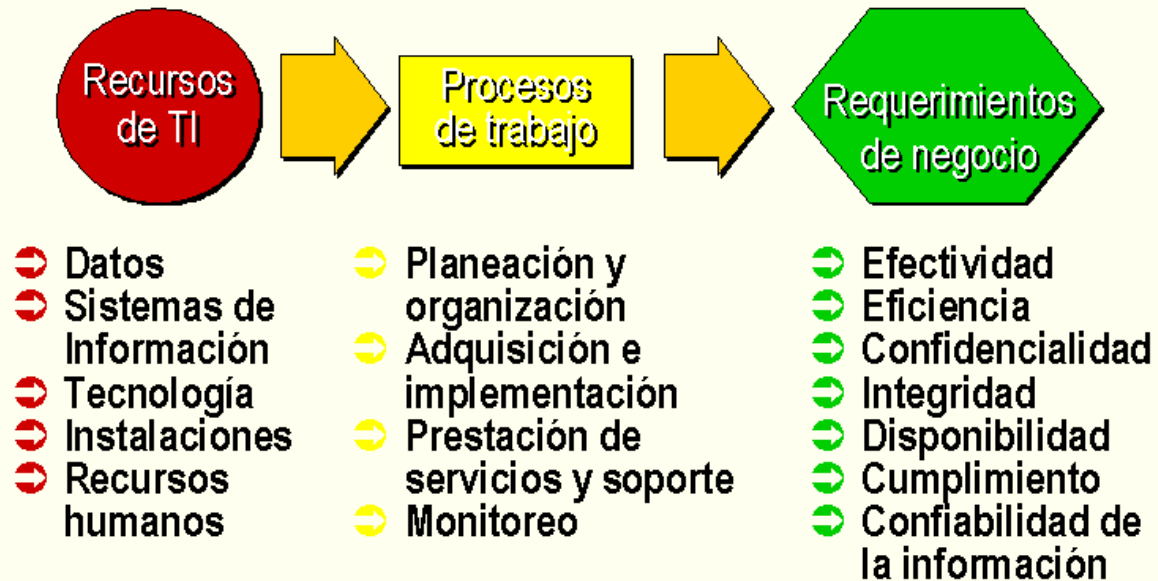 Recursos
de TI
Procesos
de trabajo
Requerimientos
de negocio
Datos
Sistemas de
Información
Tecnología
Instalaciones
Recursos
humanos
Planeación y
organización
Adquisición e
implementación
Prestación de
servicios y soporte
Monitoreo
Efectividad
Eficiencia
Confidencialidad
Integridad
Disponibilidad
Cumplimiento
Confiabilidad de
la información